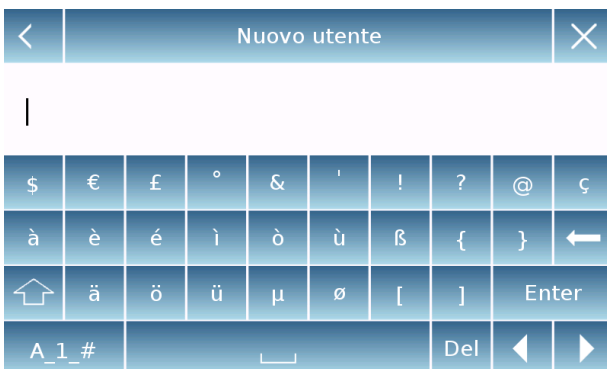 Nuovo utente
$ € £ ° & ' ! ? @ ç
à è é ì ò ù ß { }
ä ö ü µ ø [ ] Enter
A_1_# Del